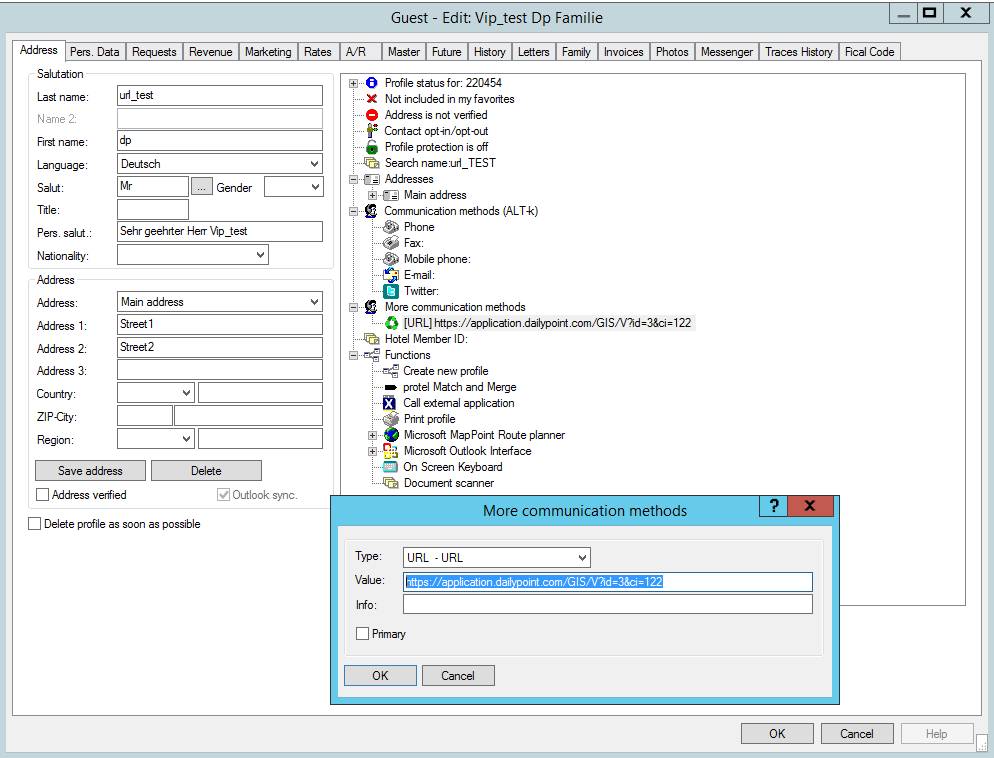 Guest - Edit: Vip_test Dp Familie
Address Pers. Data Requests Revenue Marketing Rates A/R Master Future History Letters Family Invoices Photos Messenger Traces History Fical Code
Salutation
Last name: url_test
Name 2:
First name: dp
Language: Deutsch
Salut: Mr ... Gender
Title:
Pers. salut.: Sehr geehrter Herr Vip_test
Nationality:
Address
Address: Main address
Address 1: Street1
Address 2: Street2
Address 3:
Country:
ZIP-City:
Region:
Save address Delete
Address verified Outlook sync.
Delete profile as soon as possible
Profile status for: 220454
Not included in my favorites
Address is not verified
Contact opt-in/opt-out
Profile protection is off
Search name:url_TEST
Addresses
Main address
Communication methods (ALT-k)
Phone
Fax:
Mobile phone:
E-mail:
Twitter:
More communication methods
[URL] https://application.dailypoint.com/GIS/V?id=3&ci=122
Hotel Member ID:
Functions
Create new profile
protel Match and Merge
Call external application
Print profile
Microsoft MapPoint Route planner
Microsoft Outlook Interface
On Screen Keyboard
Document scanner
More communication methods
? X
Type: URL - URL
Value: https://application.dailypoint.com/GIS/V?id=3&ci=122
Info:
Primary
OK Cancel
OK Cancel Help